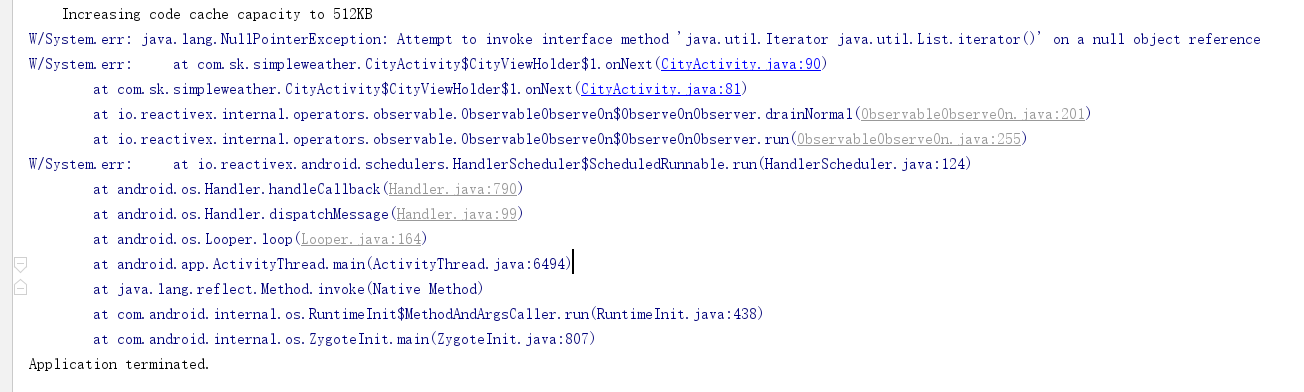 Increasing code cache capacity to 512KB
W/System.err: java.lang.NullPointerException: Attempt to invoke interface method 'java.util.Iterator java.util.List.iterator()' on a null object reference
W/System.err:     at com.sk.simpleweather.CityActivity$CityViewHolder$1.onNext(CityActivity.java:90)
        at com.sk.simpleweather.CityActivity$CityViewHolder$1.onNext(CityActivity.java:81)
        at io.reactivex.internal.operators.observable.ObservableObserveOn$ObserveOnObserver.drainNormal(ObservableObserveOn.java:201)
        at io.reactivex.internal.operators.observable.ObservableObserveOn$ObserveOnObserver.run(ObservableObserveOn.java:255)
W/System.err:     at io.reactivex.android.schedulers.HandlerScheduler$ScheduledRunnable.run(HandlerScheduler.java:124)
        at android.os.Handler.handleCallback(Handler.java:790)
        at android.os.Handler.dispatchMessage(Handler.java:99)
        at android.os.Looper.loop(Looper.java:164)
        at android.app.ActivityThread.main(ActivityThread.java:6494)
        at java.lang.reflect.Method.invoke(Native Method)
        at com.android.internal.os.RuntimeInit$MethodAndArgsCaller.run(RuntimeInit.java:438)
        at com.android.internal.os.ZygoteInit.main(ZygoteInit.java:807)
Application terminated.